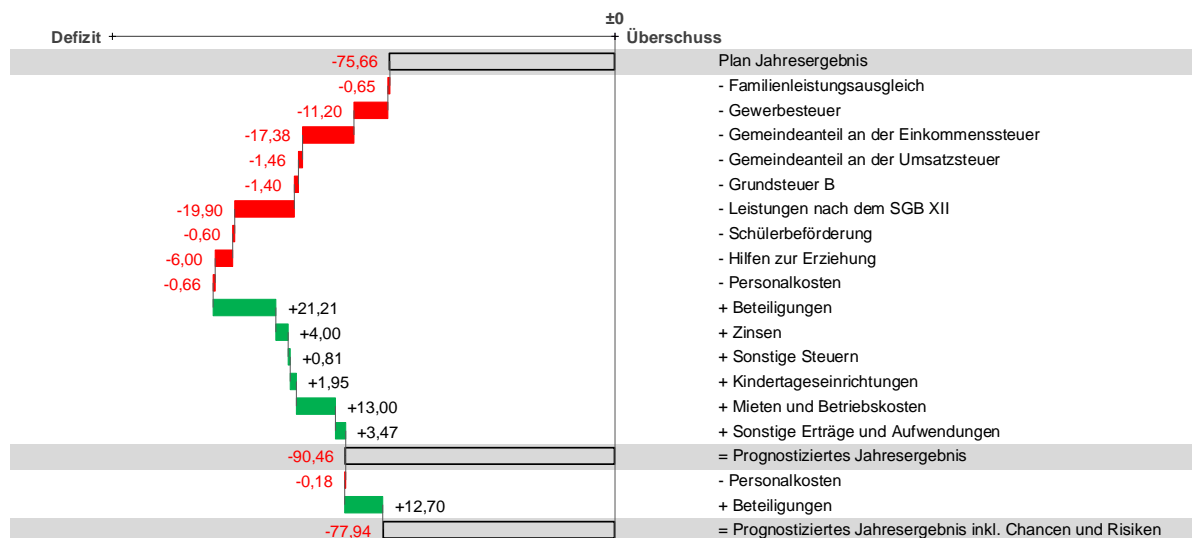 ±0
Defizit Überschuss
-75,66 Plan Jahresergebnis
-0,65 - Familienleistungsausgleich
-11,20 - Gewerbesteuer
-17,38 - Gemeindeanteil an der Einkommenssteuer
-1,46 - Gemeindeanteil an der Umsatzsteuer
-1,40 - Grundsteuer B
-19,90 - Leistungen nach dem SGB XII
-0,60 - Schülerbeförderung
-6,00 - Hilfen zur Erziehung
-0,66 - Personalkosten
+21,21 + Beteiligungen
+4,00 + Zinsen
+0,81 + Sonstige Steuern
+1,95 + Kindertageseinrichtungen
+13,00 + Mieten und Betriebskosten
+3,47 + Sonstige Erträge und Aufwendungen
-90,46 = Prognostiziertes Jahresergebnis
-0,18 - Personalkosten
+12,70 + Beteiligungen
-77,94 = Prognostiziertes Jahresergebnis inkl. Chancen und Risiken